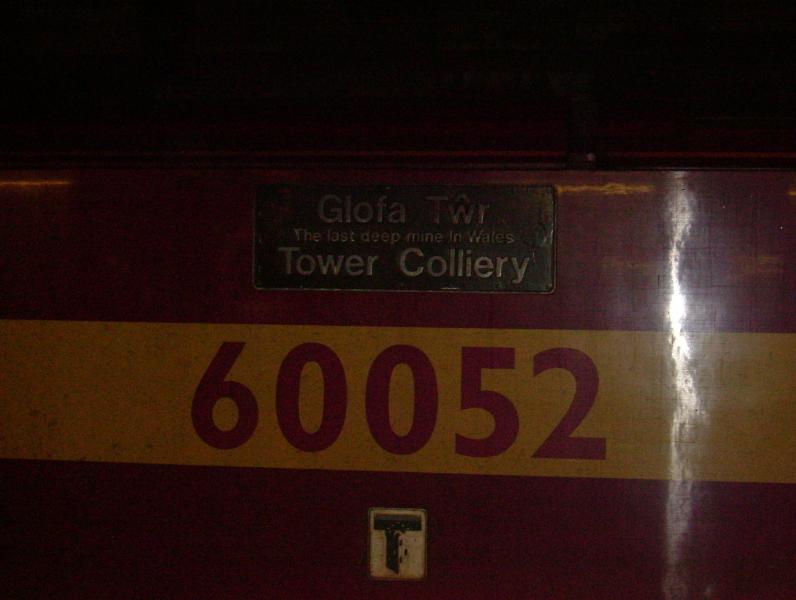 Glofa Tŵr
The last deep mine in Wales
Tower Colliery
60052
T